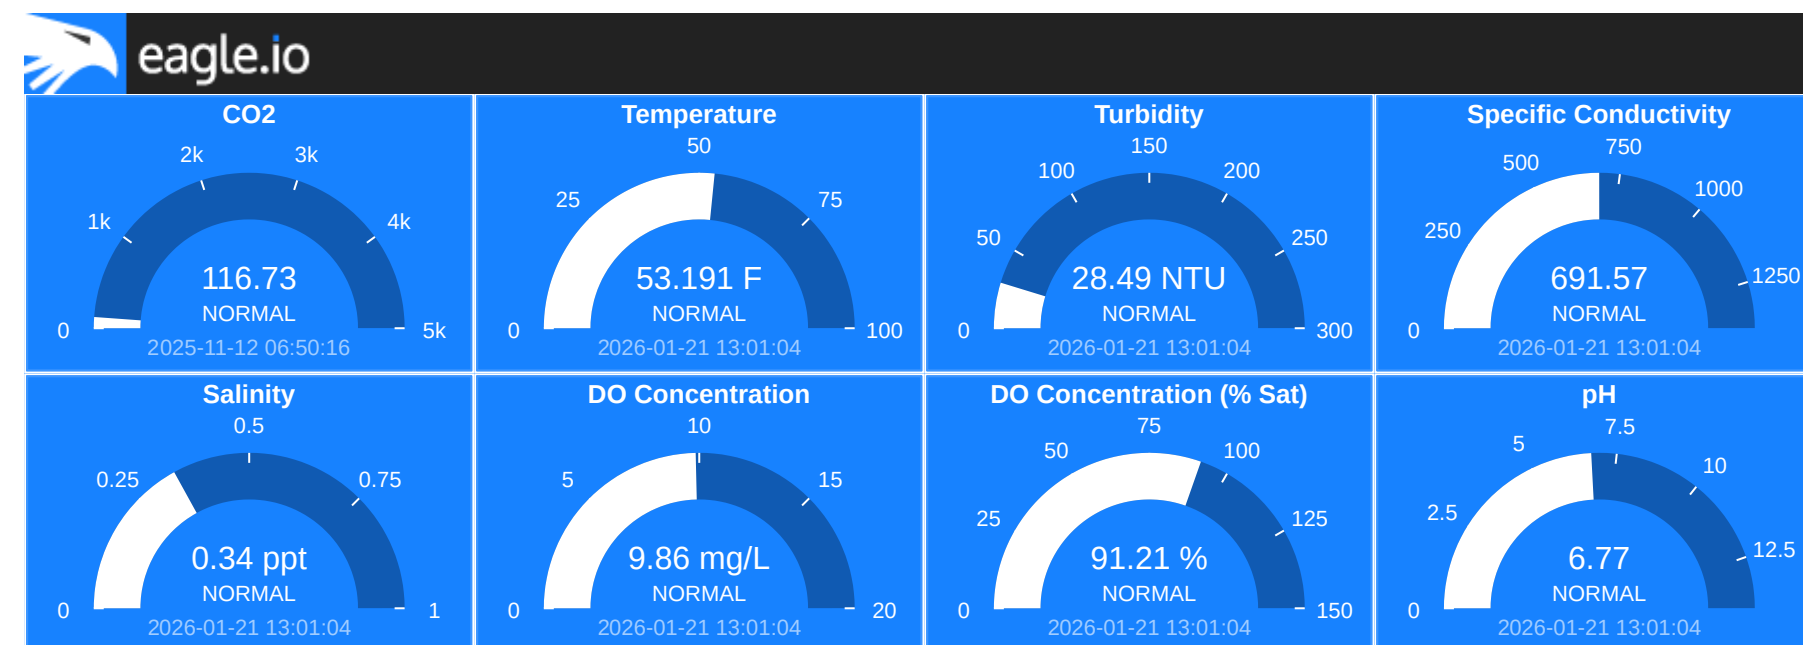 eagle.io
CO2
0
1k
2k
3k
4k
5k
116.73
NORMAL
2025-11-12 06:50:16
Temperature
0
25
50
75
100
53.191 F
NORMAL
2026-01-21 13:01:04
Turbidity
0
50
100
150
200
250
300
28.49 NTU
NORMAL
2026-01-21 13:01:04
Specific Conductivity
0
250
500
750
1000
1250
691.57
NORMAL
2026-01-21 13:01:04
Salinity
0
0.25
0.5
0.75
1
0.34 ppt
NORMAL
2026-01-21 13:01:04
DO Concentration
0
5
10
15
20
9.86 mg/L
NORMAL
2026-01-21 13:01:04
DO Concentration (% Sat)
0
25
50
75
100
125
150
91.21 %
NORMAL
2026-01-21 13:01:04
pH
0
2.5
5
7.5
10
12.5
6.77
NORMAL
2026-01-21 13:01:04